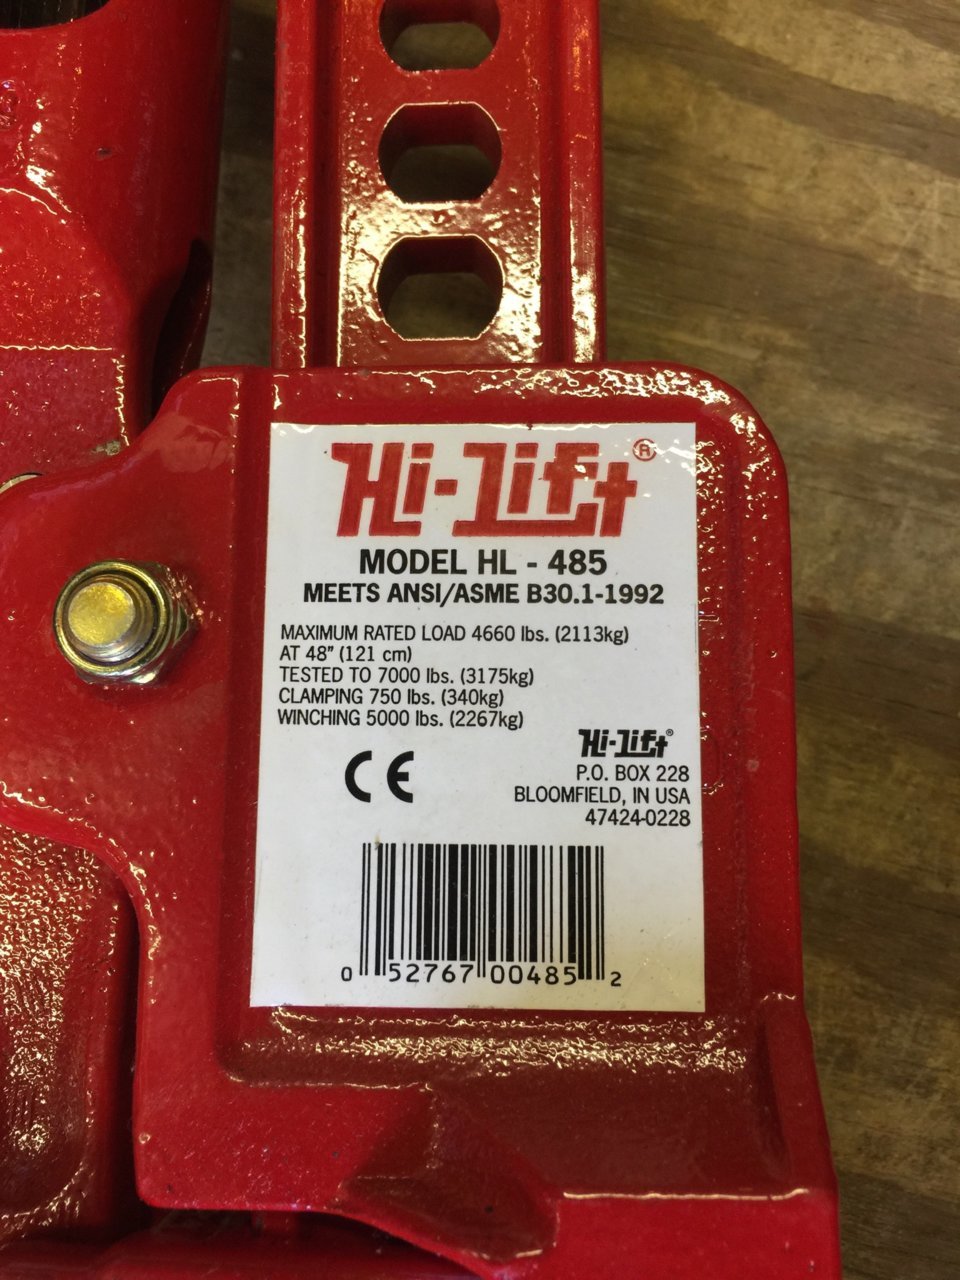 Hi-Lift®
MODEL HL - 485
MEETS ANSI/ASME B30.1-1992
MAXIMUM RATED LOAD 4660 lbs. (2113kg)
AT 48" (121 cm)
TESTED TO 7000 lbs. (3175kg)
CLAMPING 750 lbs. (340kg)
WINCHING 5000 lbs. (2267kg)
CE
Hi-Lift®
P.O. BOX 228
BLOOMFIELD, IN USA
47424-0228
0 52767 00485 2